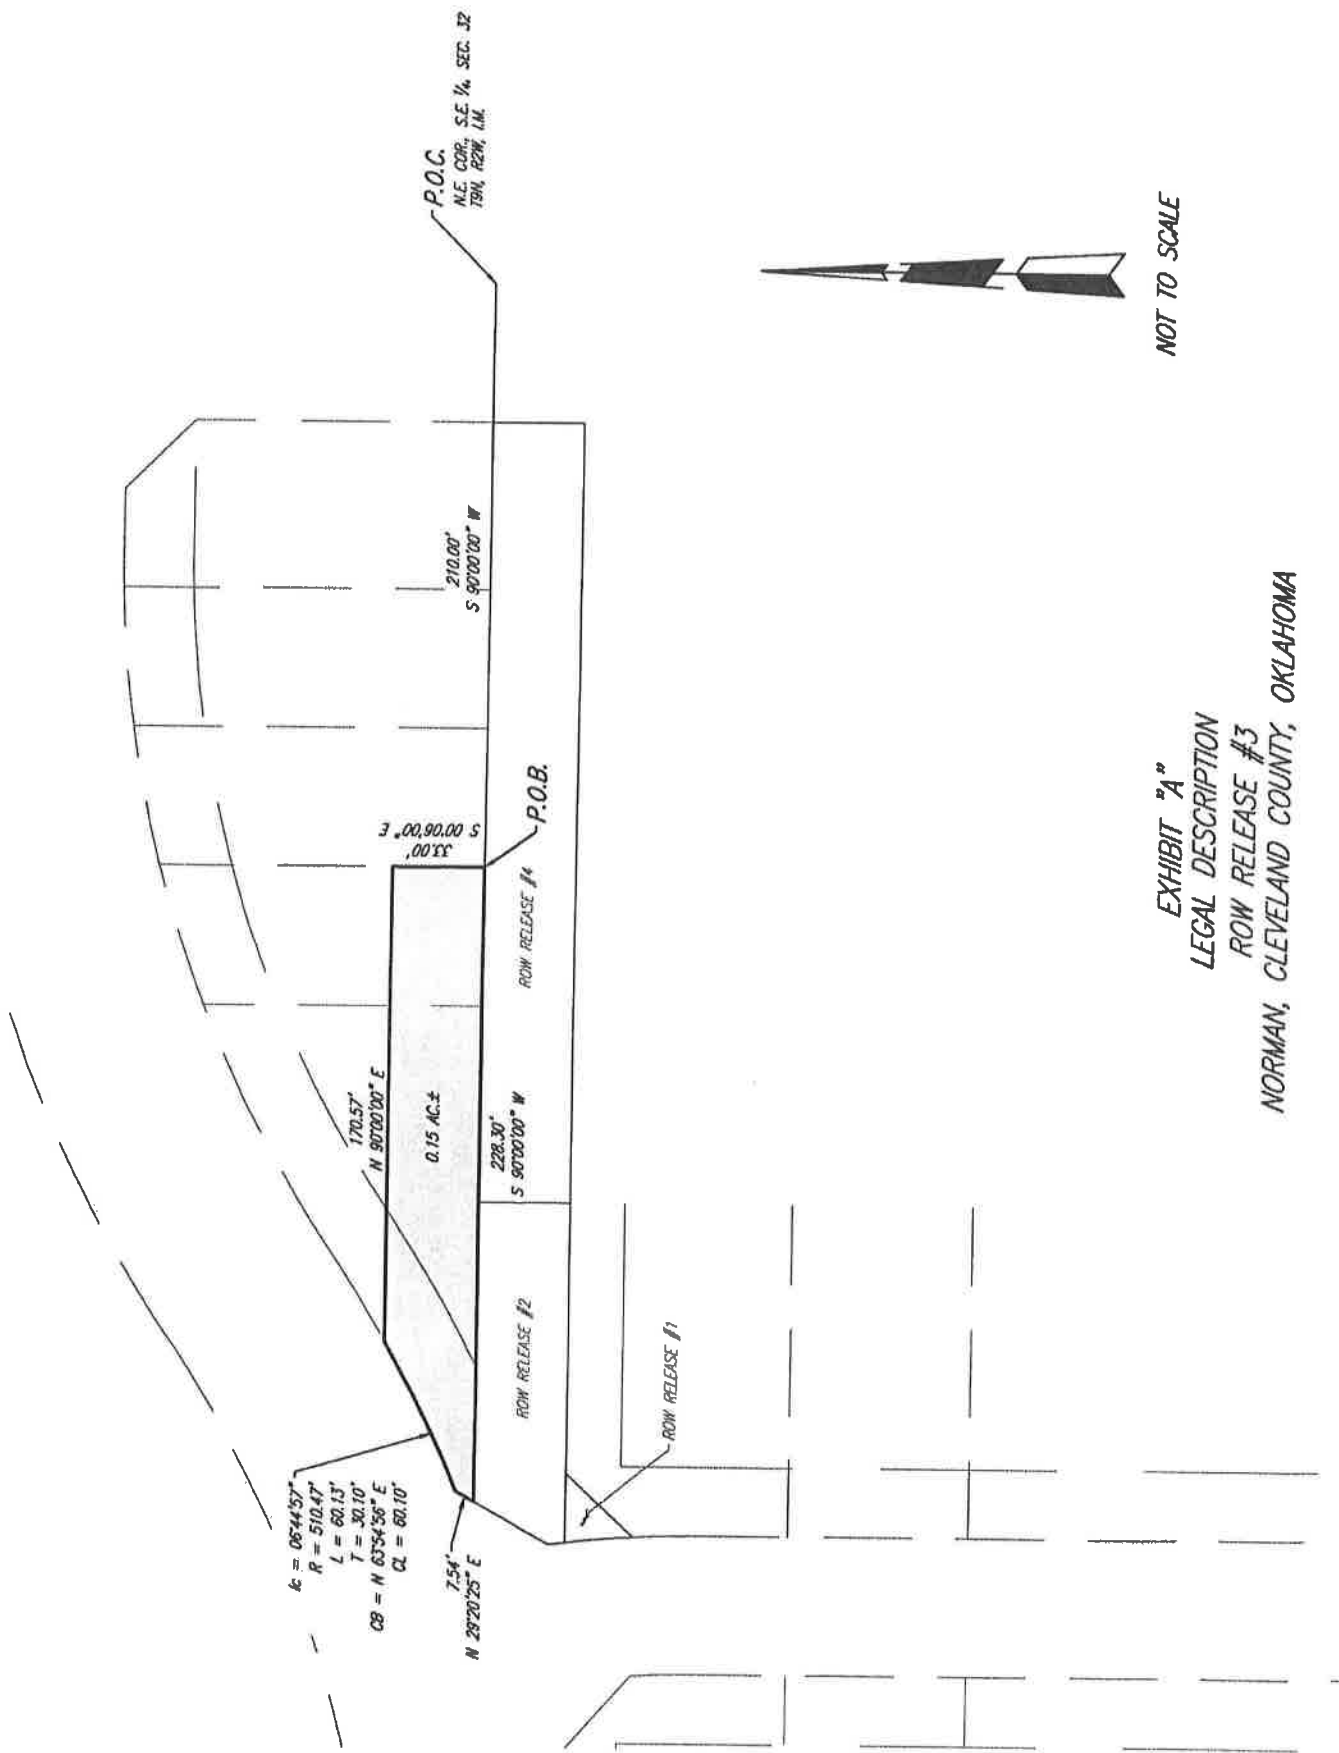 P.O.C.
N.E. COR., S.E. ¼, SEC. 32
T9N, R2W, I.M.
210.00'
S 90°00'00" W
33.00'
S 00°06'00" E
P.O.B.
170.57'
N 90°00'00" E
0.15 AC.±
ROW RELEASE #4
228.30'
S 90°00'00" W
ROW RELEASE #2
ROW RELEASE #1
lc = 06°44'57"
R = 510.47'
L = 60.13'
T = 30.10'
CB = N 63°54'56" E
CL = 60.10'
7.54'
N 29°20'25" E
NOT TO SCALE
EXHIBIT "A"
LEGAL DESCRIPTION
ROW RELEASE #3
NORMAN, CLEVELAND COUNTY, OKLAHOMA